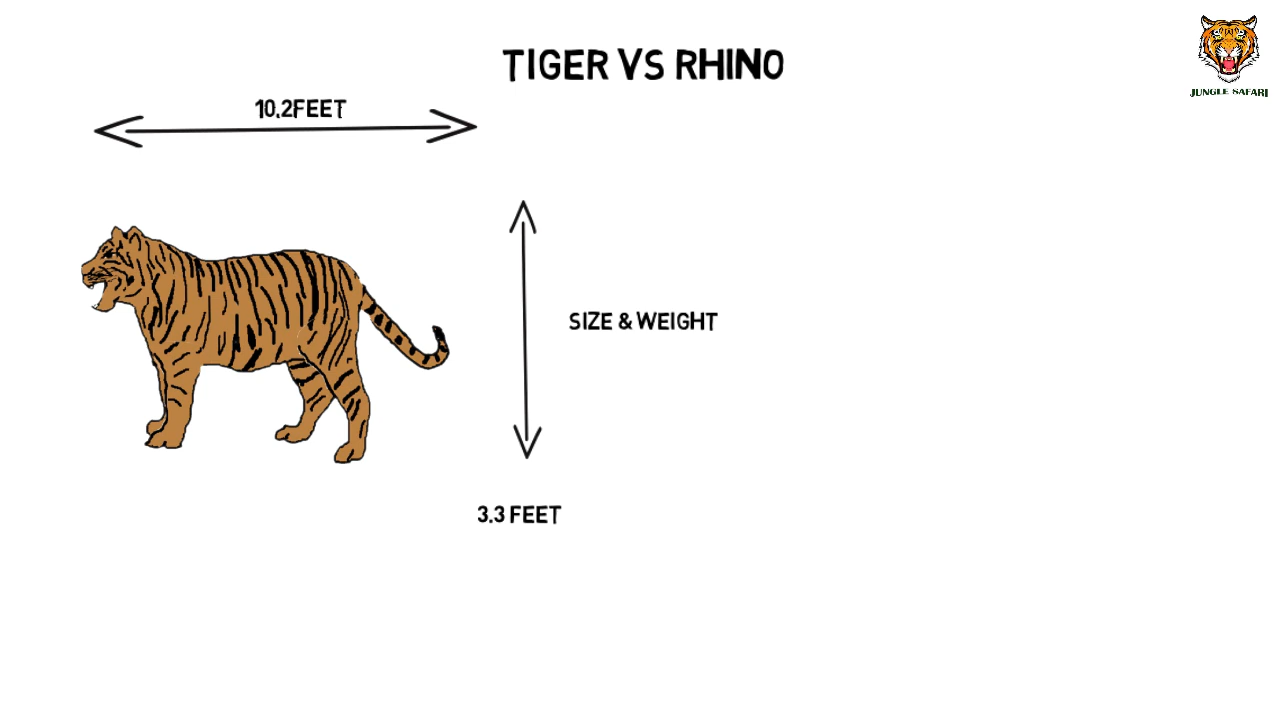 TIGER VS RHINO
JUNGLE SAFARI
10.2FEET
SIZE & WEIGHT
3.3 FEET